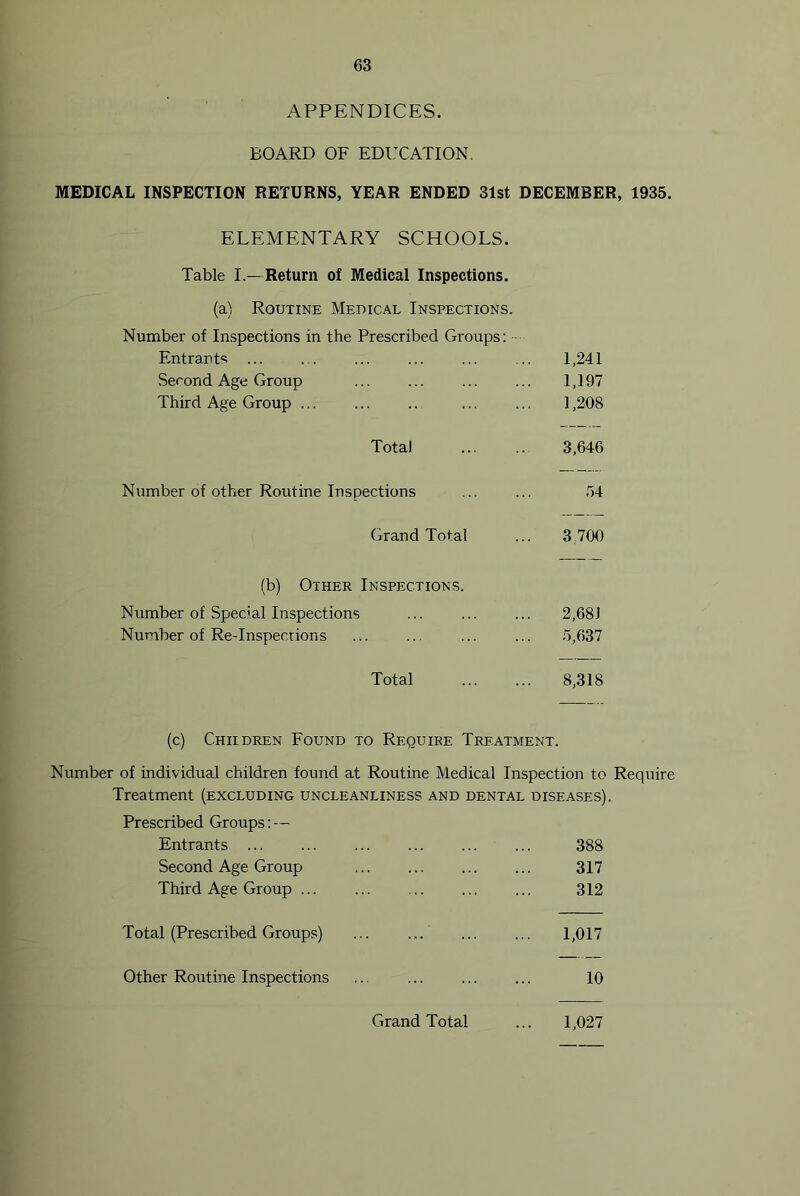 63
APPENDICES.
BOARD OF EDUCATION.
MEDICAL INSPECTION RETURNS, YEAR ENDED 31st DECEMBER, 1935.
ELEMENTARY SCHOOLS.
Table I.—Return of Medical Inspections.
(a) Routine Medical Inspections.
Number of Inspections in the Prescribed Groups:—
Entrants ... ... ... ... ... ... 1,241
Second Age Group ... ... ... ... 1,197
Third Age Group ... ... ... ... ... 1,208
Total ... ... 3,646
Number of other Routine Inspections ... ... 54
Grand Total ... 3,700
(b) Other Inspections.
Number of Special Inspections ... ... ... 2,681
Number of Re-Inspections ... ... ... ... 5,637
Total ... ... 8,318
(c) Children Found to Require Treatment.
Number of individual children found at Routine Medical Inspection to Require
Treatment (excluding uncleanliness and dental diseases).
Prescribed Groups:—
Entrants ... ... ... ... ... ... 388
Second Age Group ... ... ... ... 317
Third Age Group ... ... ... ... ... 312
Total (Prescribed Groups) ... ... ... ... 1,017
Other Routine Inspections ... ... ... ... 10
Grand Total ... 1,027